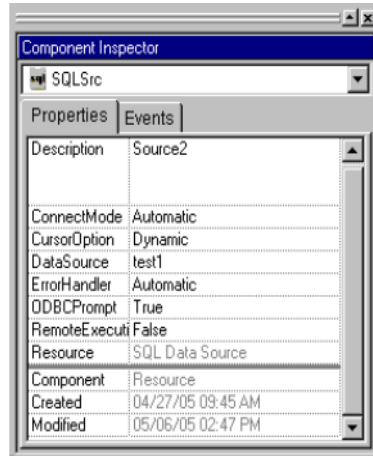 Component Inspector
sql SQLSrc
Properties Events
Description Source2
ConnectMode Automatic
CursorOption Dynamic
DataSource test1
ErrorHandler Automatic
ODBCPrompt True
RemoteExecuti False
Resource SQL Data Source
Component Resource
Created 04/27/05 09:45 AM
Modified 05/06/05 02:47 PM